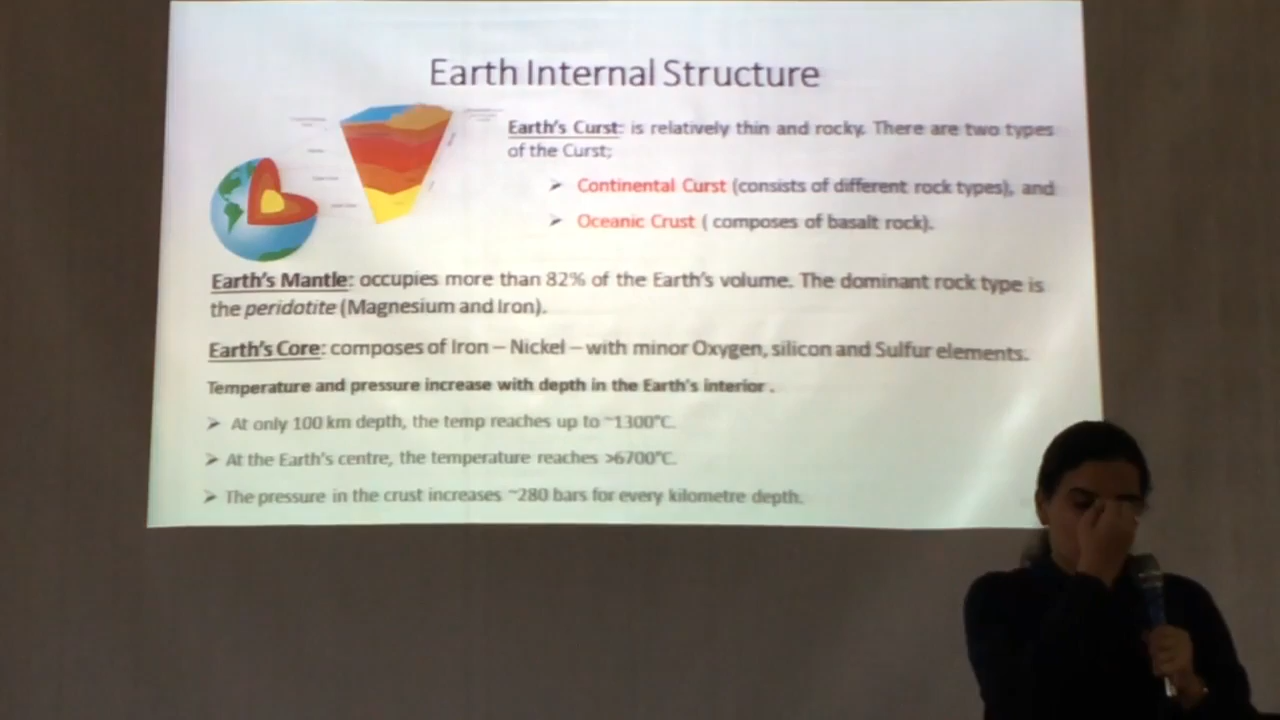 Earth Internal Structure
Earth's Curst: is relatively thin and rocky. There are two types
of the Curst;
➢ Continental Curst (consists of different rock types), and
➢ Oceanic Crust ( composes of basalt rock).
Earth's Mantle: occupies more than 82% of the Earth's volume. The dominant rock type is
the peridotite (Magnesium and Iron).
Earth's Core: composes of Iron – Nickel – with minor Oxygen, silicon and Sulfur elements.
Temperature and pressure increase with depth in the Earth's interior .
➢ At only 100 km depth, the temp reaches up to ~1300°C.
➢ At the Earth's centre, the temperature reaches >6700°C.
➢ The pressure in the crust increases ~280 bars for every kilometre depth.